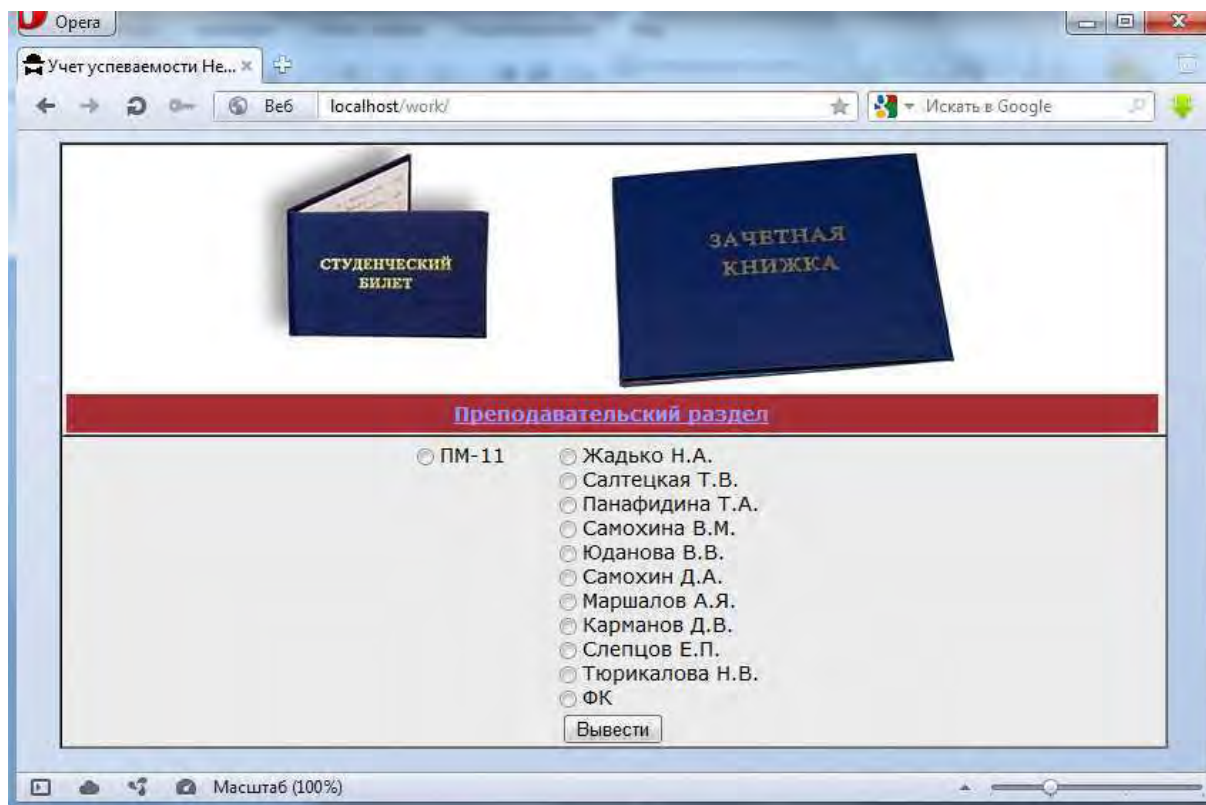 Opera
Учет успеваемости Не...
Веб localhost/work/ Искать в Google
СТУДЕНЧЕСКИЙ
БИЛЕТ
ЗАЧЕТНАЯ
КНИЖКА
Преподавательский раздел
ПМ-11
Жадько Н.А.
Салтецкая Т.В.
Панафидина Т.А.
Самохина В.М.
Юданова В.В.
Самохин Д.А.
Маршалов А.Я.
Карманов Д.В.
Слепцов Е.П.
Тюрикалова Н.В.
ФК
Вывести
Масштаб (100%)